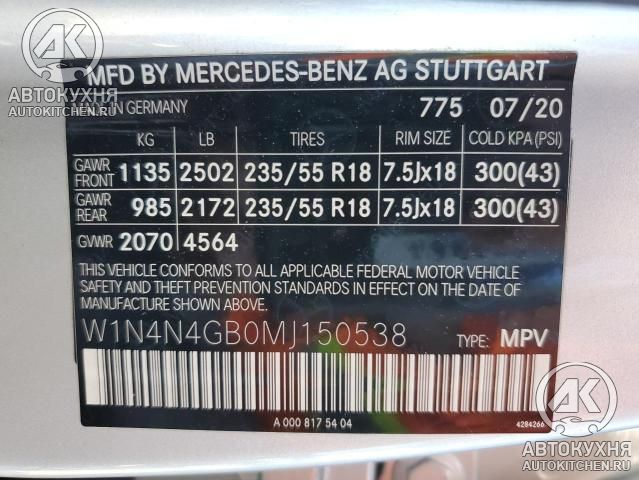 AK
АВТОКУХНЯ
AUTOKITCHEN.RU
MFD BY MERCEDES-BENZ AG STUTTGART
MADE IN GERMANY 775 07/20
KG LB TIRES RIM SIZE COLD KPA (PSI)
GAWR FRONT 1135 2502 235/55 R18 7.5Jx18 300(43)
GAWR REAR 985 2172 235/55 R18 7.5Jx18 300(43)
GVWR 2070 4564
THIS VEHICLE CONFORMS TO ALL APPLICABLE FEDERAL MOTOR VEHICLE
SAFETY AND THEFT PREVENTION STANDARDS IN EFFECT ON THE DATE
OF MANUFACTURE SHOWN ABOVE.
W1N4N4GB0MJ150538 TYPE: MPV
A 000 817 54 04 4284266
AK
АВТОКУХНЯ
AUTOKITCHEN.RU